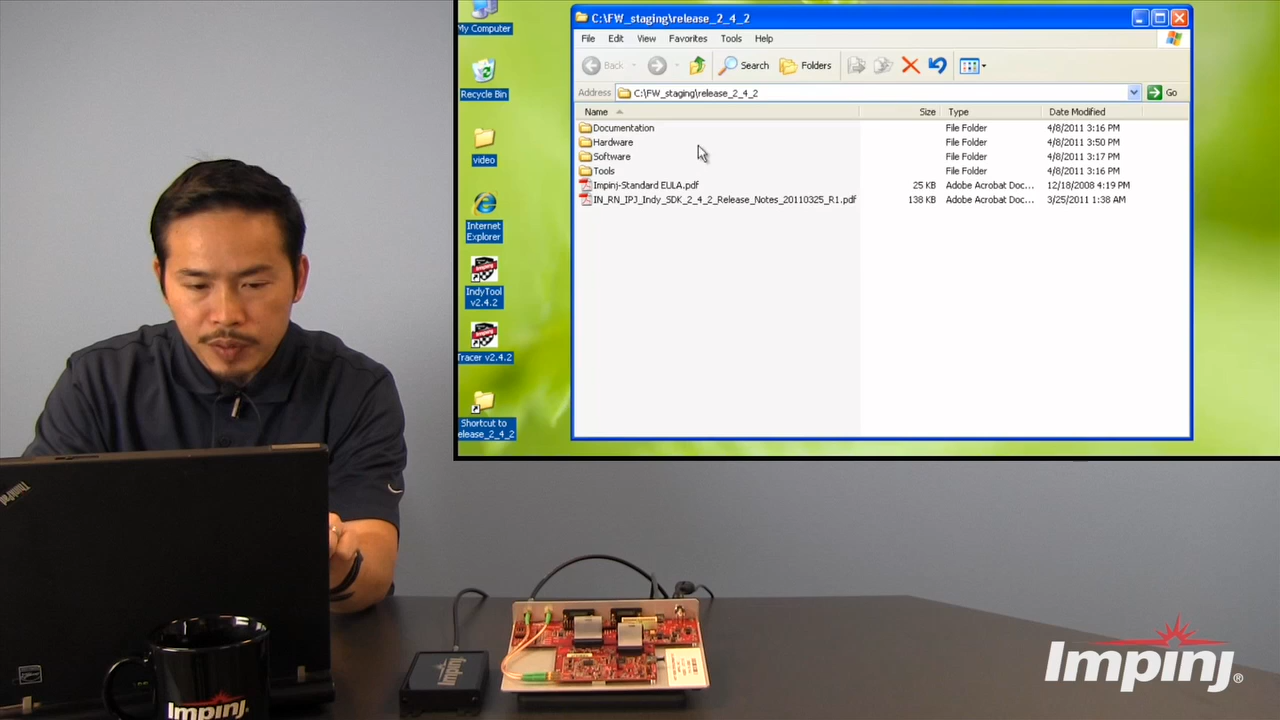 My Computer
Recycle Bin
video
Internet
Explorer
IndyTool
v2.4.2
Tracer v2.4.2
Shortcut to
elease_2_4_2
C:\FW_staging\release_2_4_2
File Edit View Favorites Tools Help
Back Search Folders
Address C:\FW_staging\release_2_4_2 Go
Name Size Type Date Modified
Documentation File Folder 4/8/2011 3:16 PM
Hardware File Folder 4/8/2011 3:50 PM
Software File Folder 4/8/2011 3:17 PM
Tools File Folder 4/8/2011 3:16 PM
Impinj-Standard EULA.pdf 25 KB Adobe Acrobat Doc... 12/18/2008 4:19 PM
IN_RN_IPJ_Indy_SDK_2_4_2_Release_Notes_20110325_R1.pdf 138 KB Adobe Acrobat Doc... 3/25/2011 1:38 AM
ThinkPad
Impinj
Impinj.
Impinj®